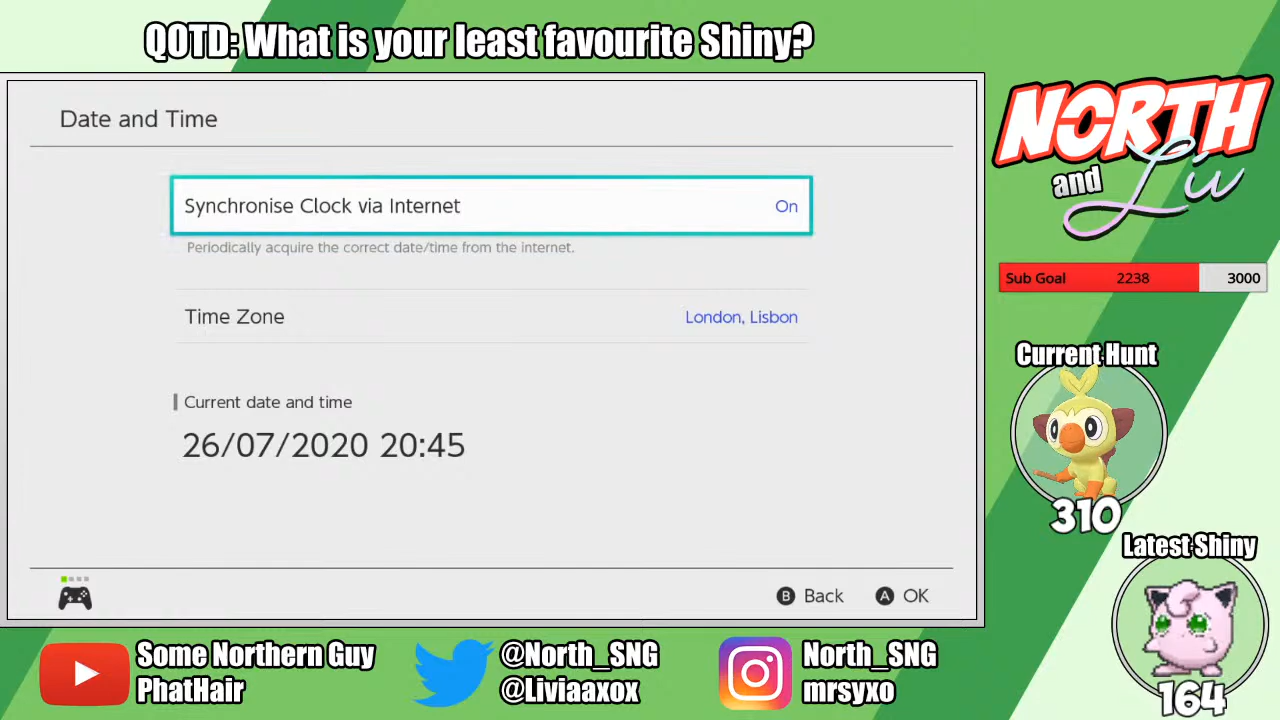 QOTD: What is your least favourite Shiny?
Date and Time
Synchronise Clock via Internet On
Periodically acquire the correct date/time from the internet.
Time Zone London, Lisbon
Current date and time
26/07/2020 20:45
B Back A OK
NORTH
and Liv
Sub Goal 2238 3000
Current Hunt
310
Latest Shiny
164
Some Northern Guy
PhatHair
@North_SNG
@Liviaaxox
North_SNG
mrsyxo